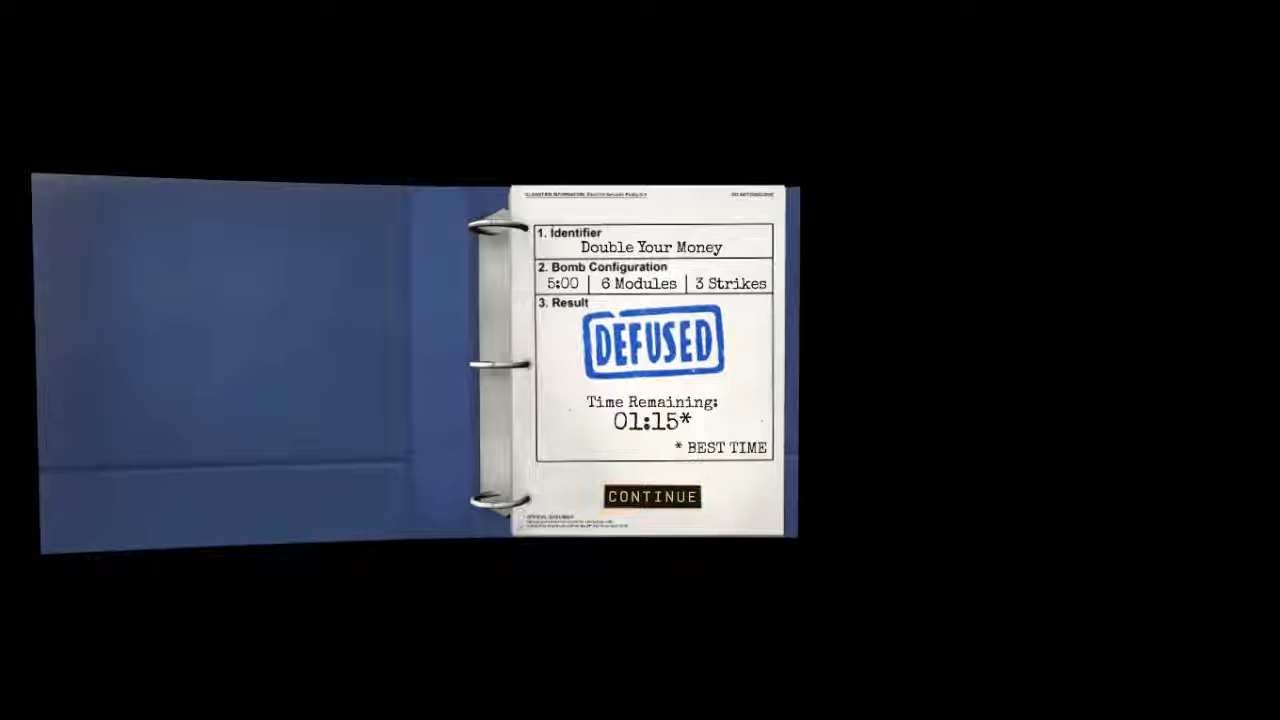 1. Identifier
Double Your Money
2. Bomb Configuration
5:00 | 6 Modules | 3 Strikes
3. Result
DEFUSED
Time Remaining:
01:15*
* BEST TIME
CONTINUE